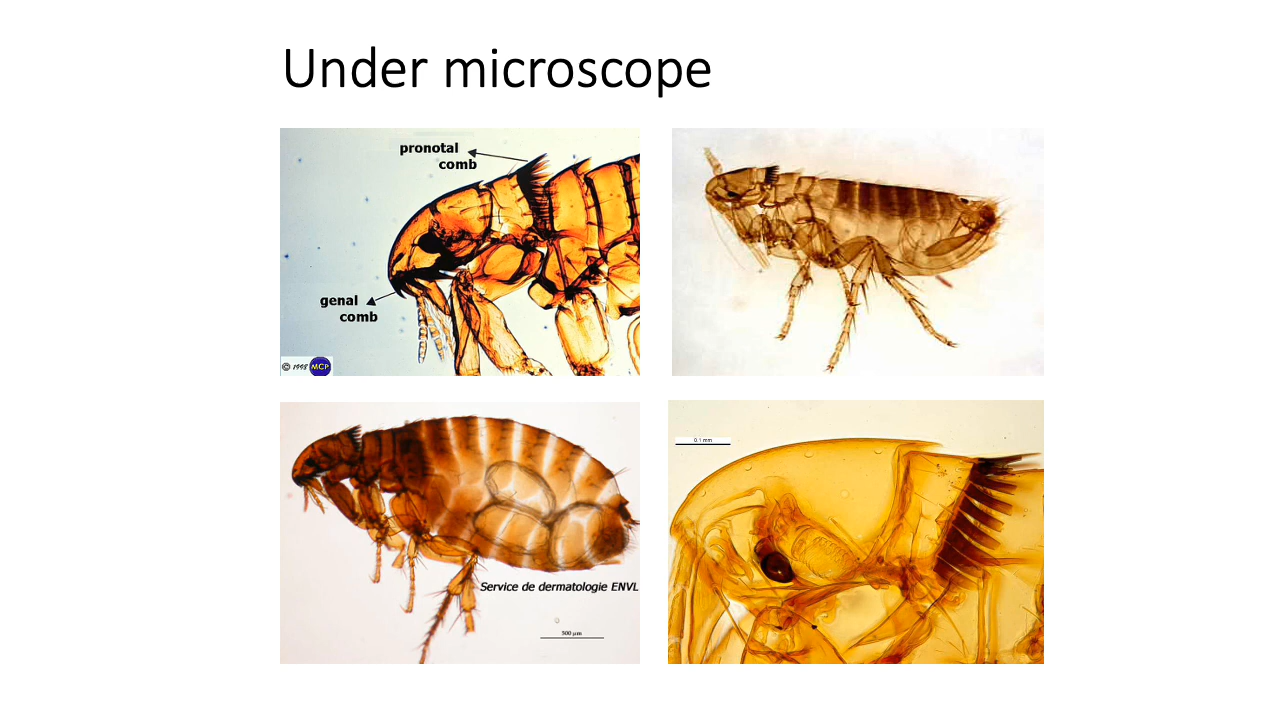 Under microscope
pronotal
comb
genal
comb
© 1998 MCP
0.1 mm
Service de dermatologie ENVL
500 µm